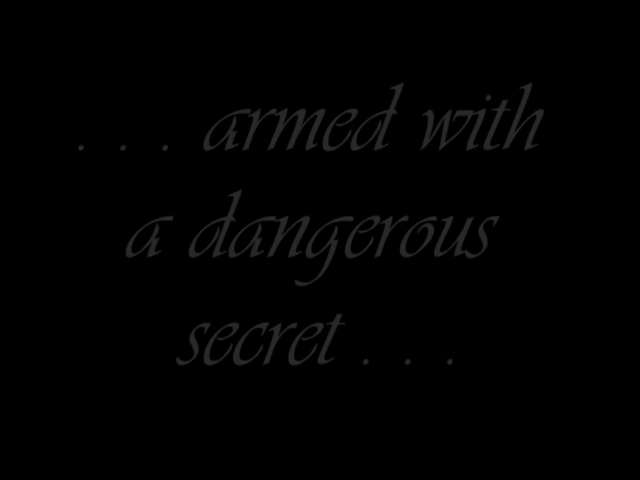 . . . armed with
a dangerous
secret . . .